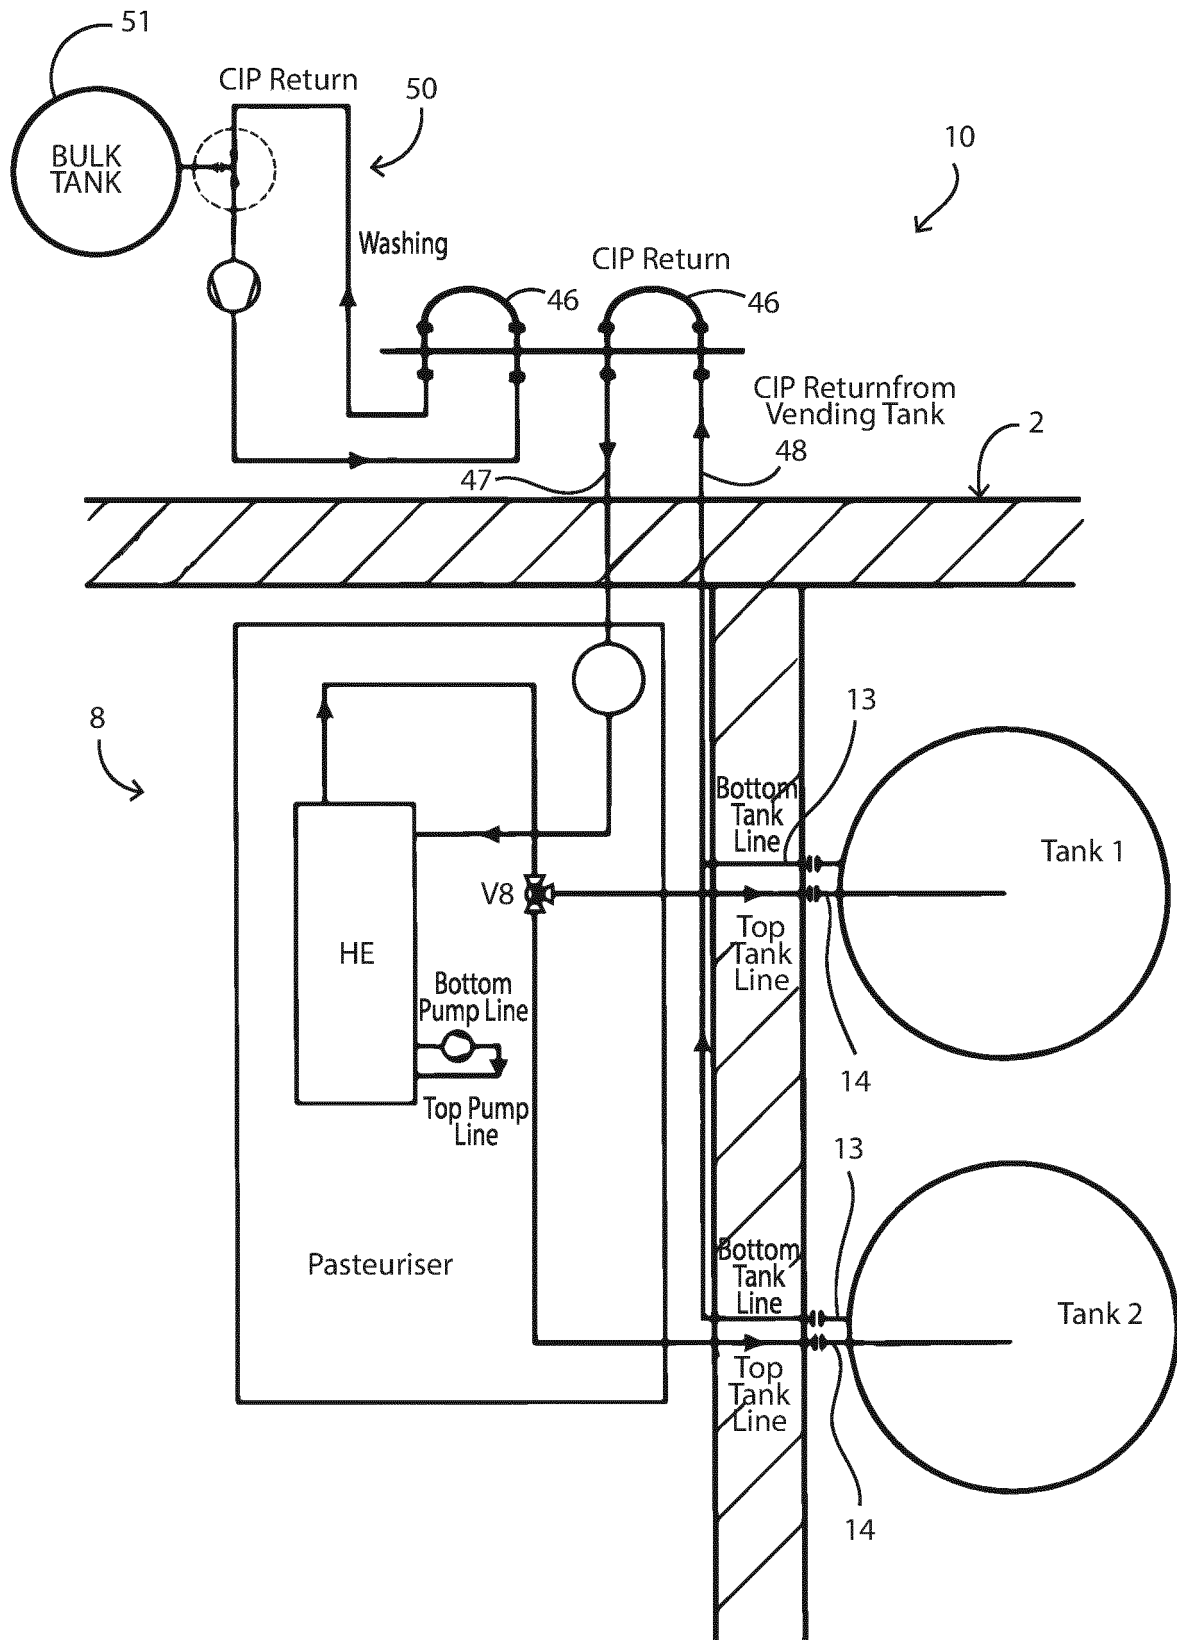 51
CIP Return
50
BULK
TANK
10
Washing
CIP Return
46
46
CIP Returnfrom
Vending Tank
2
47
48
8
13
Bottom
Tank
Line
Tank 1
V8
Top
Tank
Line
HE
Bottom
Pump Line
14
Top Pump
Line
13
Bottom
Tank
Line
Pasteuriser
Tank 2
Top
Tank
Line
14